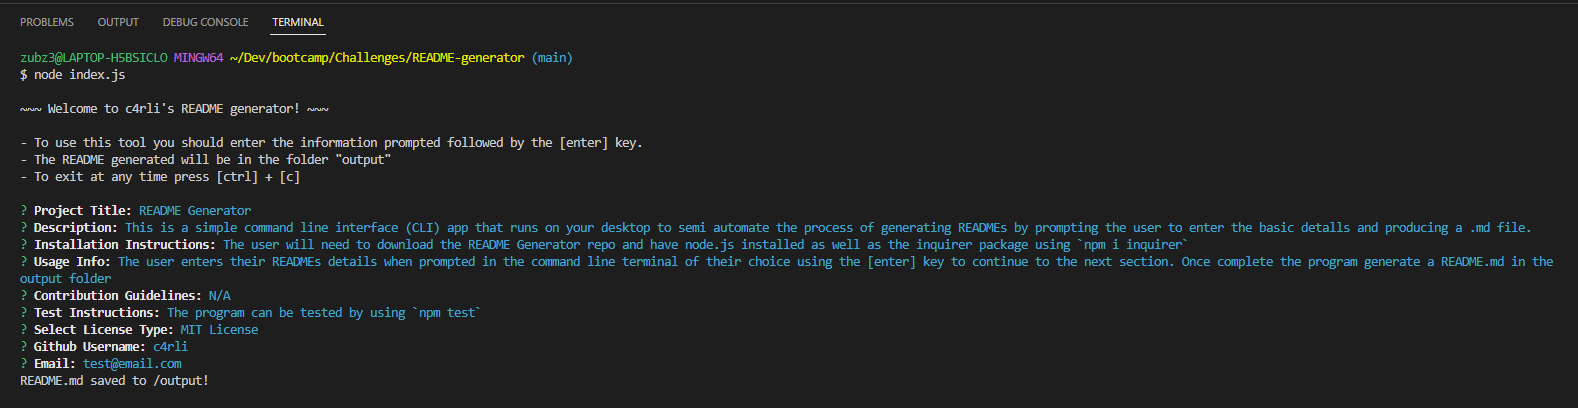 PROBLEMS OUTPUT DEBUG CONSOLE TERMINAL
zubz3@LAPTOP-H5BSICLO MINGW64 ~/Dev/bootcamp/Challenges/README-generator (main)
$ node index.js
~~~ Welcome to c4rli's README generator! ~~~
- To use this tool you should enter the information prompted followed by the [enter] key.
- The README generated will be in the folder "output"
- To exit at any time press [ctrl] + [c]
? Project Title: README Generator
? Description: This is a simple command line interface (CLI) app that runs on your desktop to semi automate the process of generating READMEs by prompting the user to enter the basic detalls and producing a .md file.
? Installation Instructions: The user will need to download the README Generator repo and have node.js installed as well as the inquirer package using `npm i inquirer`
? Usage Info: The user enters their READMEs details when prompted in the command line terminal of their choice using the [enter] key to continue to the next section. Once complete the program generate a README.md in the
output folder
? Contribution Guidelines: N/A
? Test Instructions: The program can be tested by using `npm test`
? Select License Type: MIT License
? Github Username: c4rli
? Email: test@email.com
README.md saved to /output!